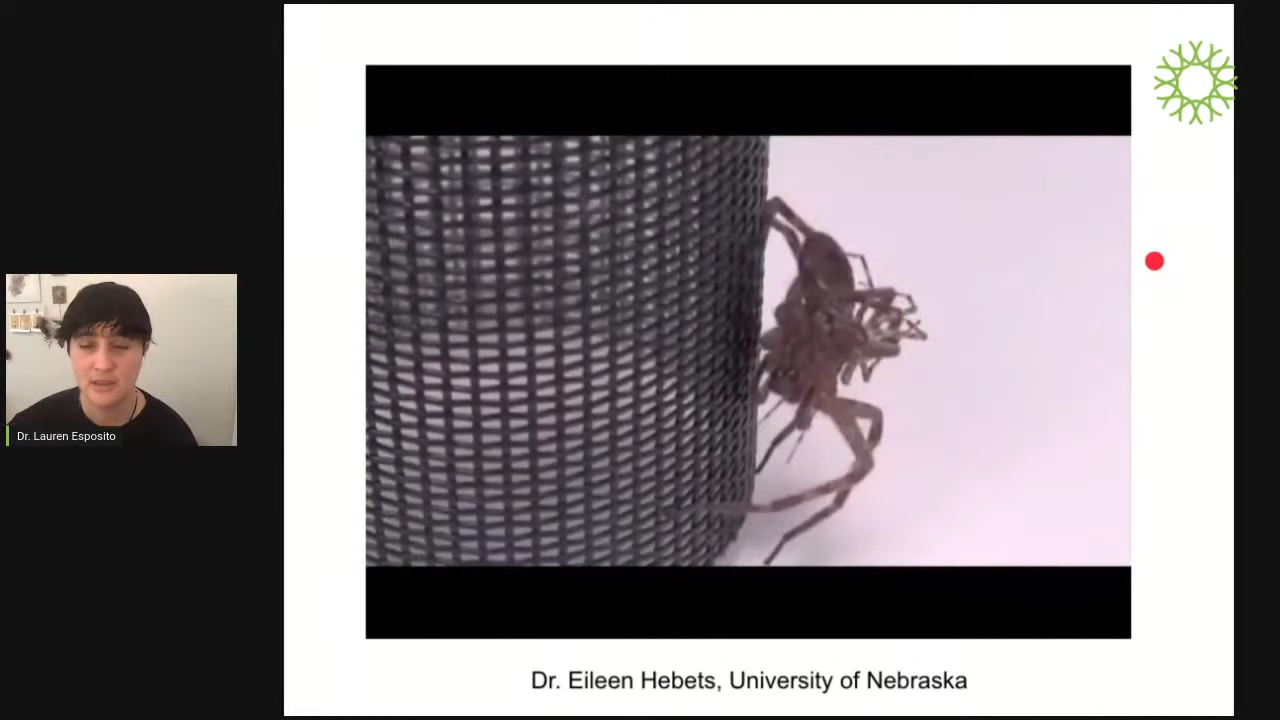 Dr. Lauren Esposito
Dr. Eileen Hebets, University of Nebraska